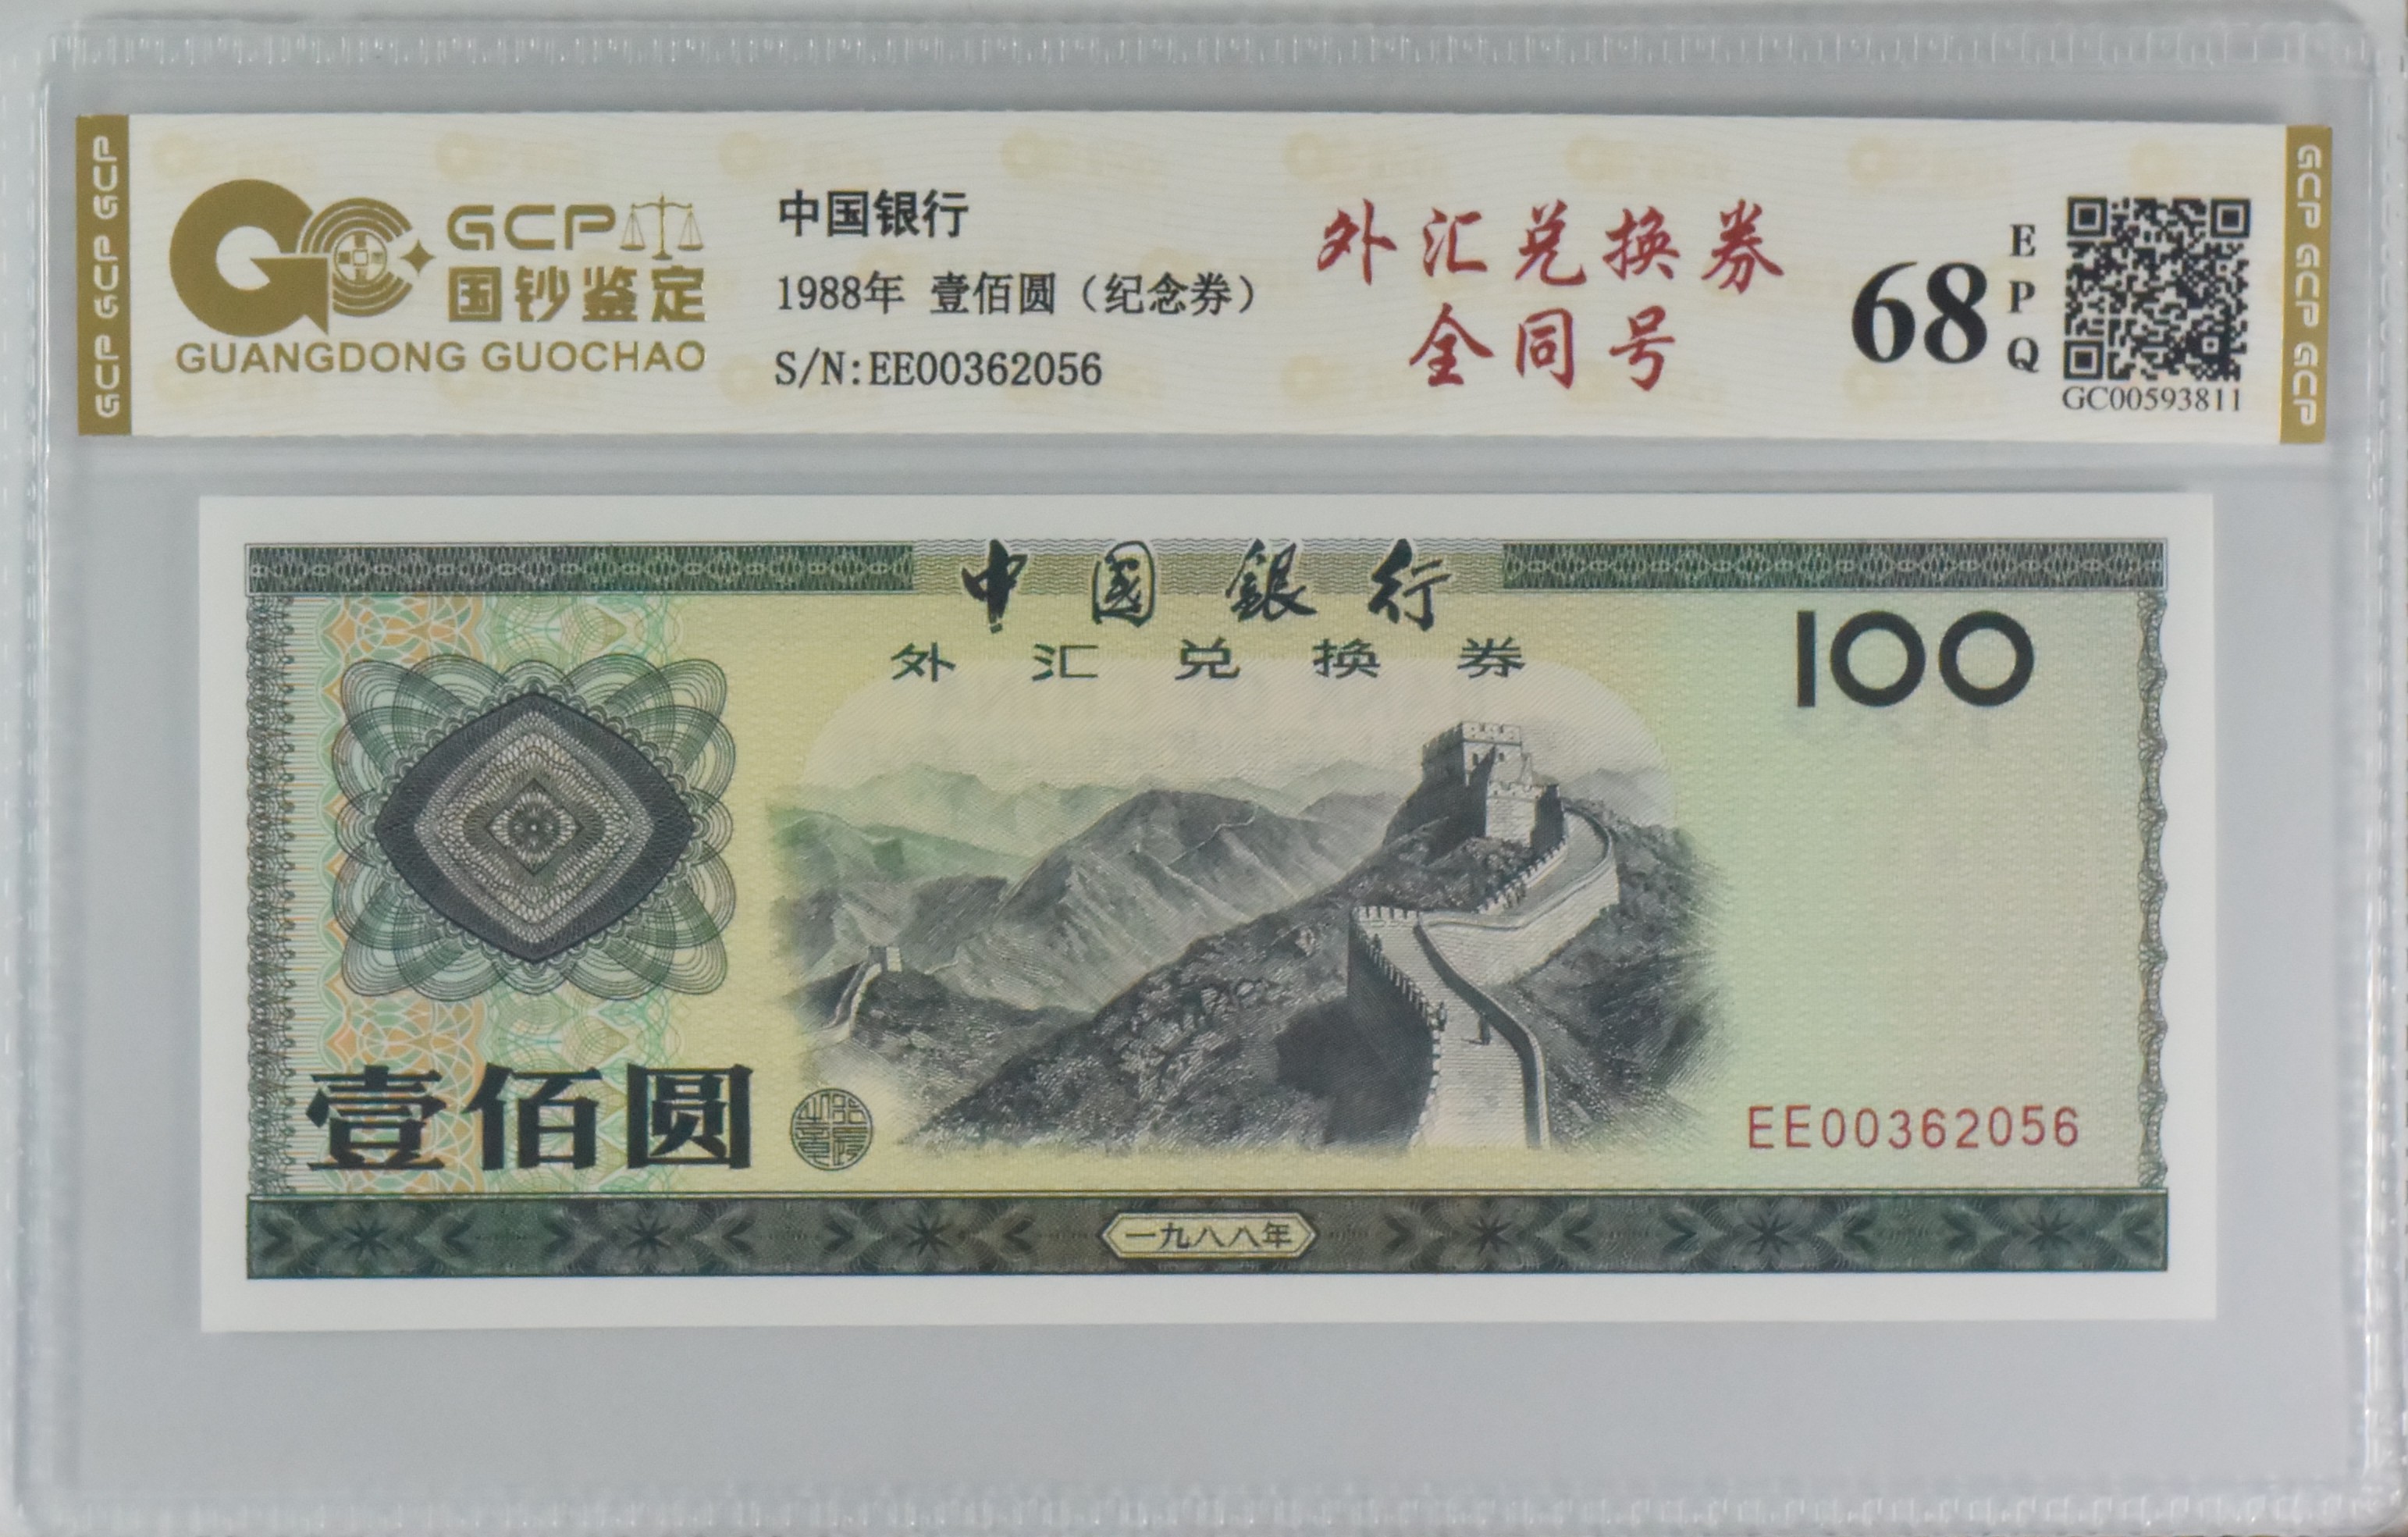 GCP GCP GCP
GCP
国钞鉴定
GUANGDONG GUOCHAO
中国银行
1988年 壹佰圆（纪念券）
S/N:EE00362056
外汇兑换券
全同号
68
EPQ
GC00593811
GCP GCP GCP
中國銀行
外汇兑换券
100
壹佰圆
EE00362056
一九八八年